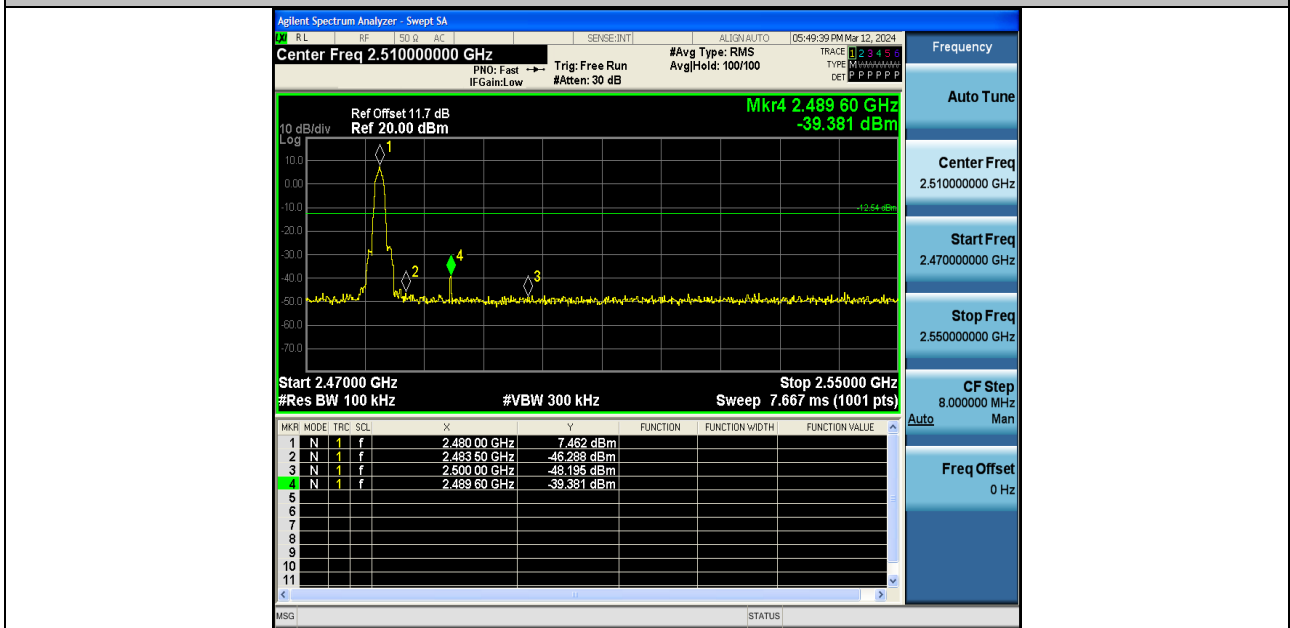 Agilent Spectrum Analyzer - Swept SA
RL RF 50 Ω AC SENSE:INT ALIGN AUTO 05:49:39 PM Mar 12, 2024
Center Freq 2.510000000 GHz
PNO: Fast
IFGain:Low
Trig: Free Run
#Atten: 30 dB
#Avg Type: RMS
Avg|Hold: 100/100
TRACE 1 2 3 4 5 6
TYPE M
DET P P P P P P
Mkr4 2.489 60 GHz
-39.381 dBm
Ref Offset 11.7 dB
10 dB/div Ref 20.00 dBm
Log
10.0
0.00
-10.0
-20.0
-30.0
-40.0
-50.0
-60.0
-70.0
1
2
4
3
-12.54 dBm
Start 2.47000 GHz Stop 2.55000 GHz
#Res BW 100 kHz #VBW 300 kHz Sweep 7.667 ms (1001 pts)
MKR MODE TRC SCL X Y FUNCTION FUNCTION WIDTH FUNCTION VALUE
1 N 1 f 2.480 00 GHz 7.462 dBm
2 N 1 f 2.483 50 GHz -46.288 dBm
3 N 1 f 2.500 00 GHz -48.195 dBm
4 N 1 f 2.489 60 GHz -39.381 dBm
5
6
7
8
9
10
11
MSG STATUS
Frequency
Auto Tune
Center Freq
2.510000000 GHz
Start Freq
2.470000000 GHz
Stop Freq
2.550000000 GHz
CF Step
8.000000 MHz
Auto Man
Freq Offset
0 Hz